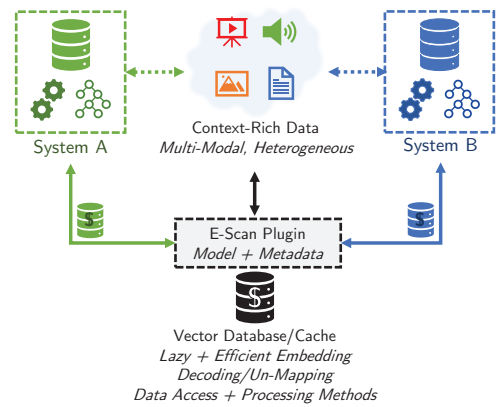 System A
Context-Rich Data
Multi-Modal, Heterogeneous
System B
$
$
E-Scan Plugin
Model + Metadata
$
Vector Database/Cache
Lazy + Efficient Embedding
Decoding/Un-Mapping
Data Access + Processing Methods